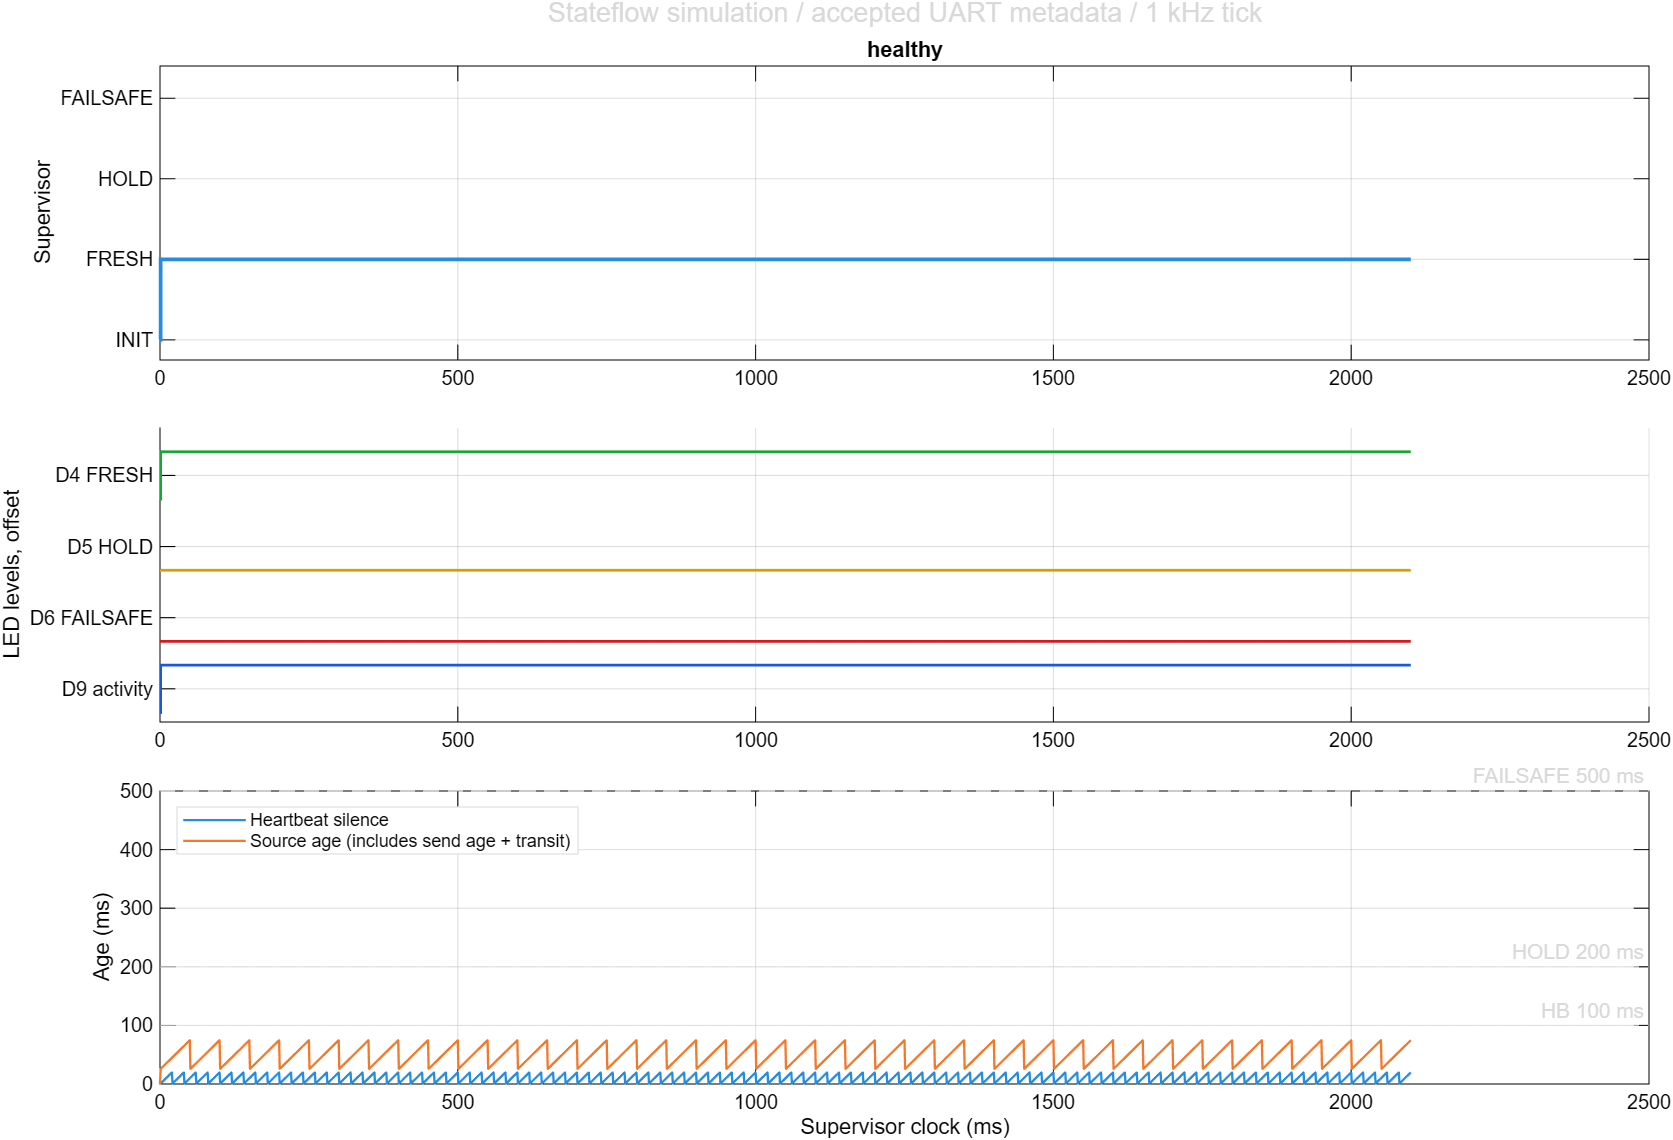 Stateflow simulation / accepted UART metadata / 1 kHz tick
healthy
Supervisor
FAILSAFE
HOLD
FRESH
INIT
0 500 1000 1500 2000 2500
LED levels, offset
D4 FRESH
D5 HOLD
D6 FAILSAFE
D9 activity
0 500 1000 1500 2000 2500
Age (ms)
500
400
300
200
100
0
FAILSAFE 500 ms
Heartbeat silence
Source age (includes send age + transit)
HOLD 200 ms
HB 100 ms
0 500 1000 1500 2000 2500
Supervisor clock (ms)